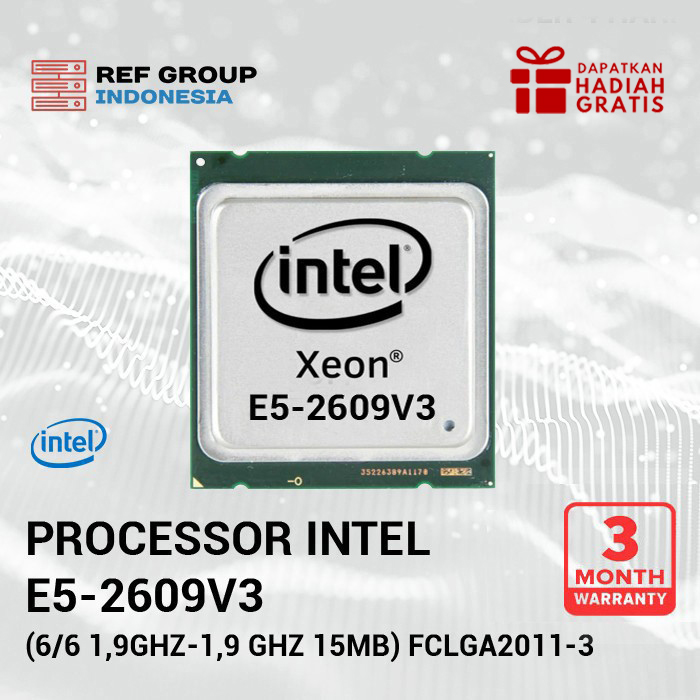 REF GROUP
INDONESIA
DAPATKAN
HADIAH
GRATIS
intel®
Xeon®
E5-2609V3
35226389A1178
-O
intel
PROCESSOR INTEL
E5-2609V3
(6/6 1,9GHZ-1,9 GHZ 15MB) FCLGA2011-3
3
MONTH
WARRANTY